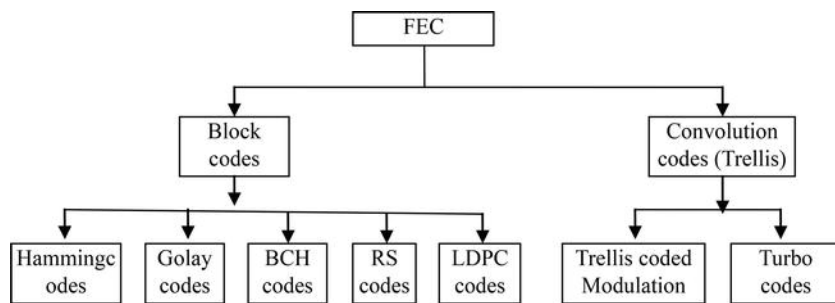 FEC
Block
codes
Convolution
codes (Trellis)
Hammingc
odes
Golay
codes
BCH
codes
RS
codes
LDPC
codes
Trellis coded
Modulation
Turbo
codes